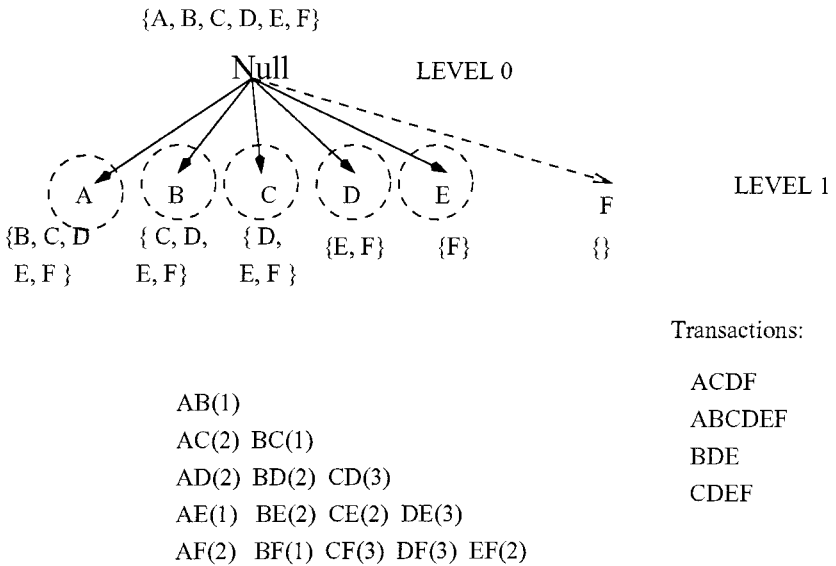 {A, B, C, D, E, F}
Null LEVEL 0
A B C D E F LEVEL 1
{B, C, D { C, D, { D, {E, F} {F} {}
E, F } E, F} E, F }
Transactions:
ACDF
ABCDEF
BDE
CDEF
AB(1)
AC(2) BC(1)
AD(2) BD(2) CD(3)
AE(1) BE(2) CE(2) DE(3)
AF(2) BF(1) CF(3) DF(3) EF(2)